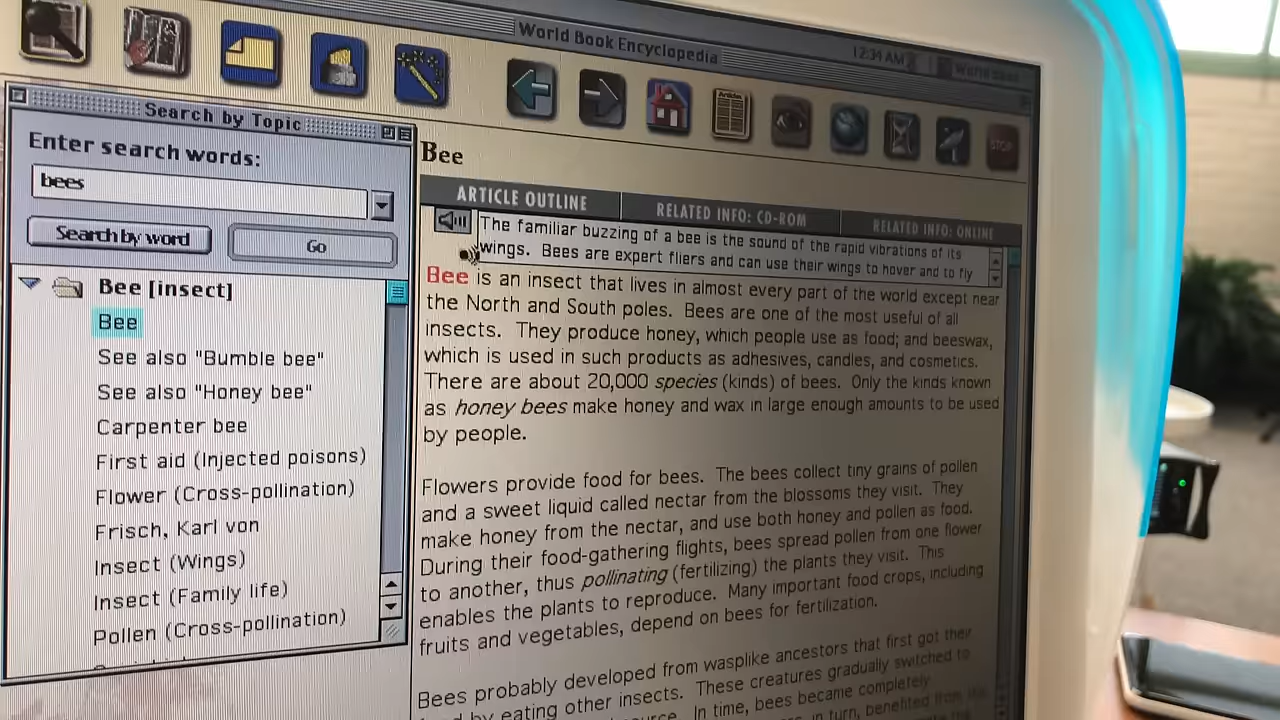 World Book Encyclopedia
12:34 AM
Search by Topic
Enter search words:
bees
Search by word
Go
Bee [insect]
Bee
See also "Bumble bee"
See also "Honey bee"
Carpenter bee
First aid (Injected poisons)
Flower (Cross-pollination)
Frisch, Karl von
Insect (Wings)
Insect (Family life)
Pollen (Cross-pollination)
Articles
STOP
Bee
ARTICLE OUTLINE
RELATED INFO: CD-ROM
RELATED INFO: ONLINE
The familiar buzzing of a bee is the sound of the rapid vibrations of its
wings. Bees are expert fliers and can use their wings to hover and to fly
Bee is an insect that lives in almost every part of the world except near
the North and South poles. Bees are one of the most useful of all
insects. They produce honey, which people use as food; and beeswax,
which is used in such products as adhesives, candles, and cosmetics.
There are about 20,000 species (kinds) of bees. Only the kinds known
as honey bees make honey and wax in large enough amounts to be used
by people.
Flowers provide food for bees. The bees collect tiny grains of pollen
and a sweet liquid called nectar from the blossoms they visit. They
make honey from the nectar, and use both honey and pollen as food.
During their food-gathering flights, bees spread pollen from one flower
to another, thus pollinating (fertilizing) the plants they visit. This
enables the plants to reproduce. Many important food crops, including
fruits and vegetables, depend on bees for fertilization.
Bees probably developed from wasplike ancestors that first got their
by eating other insects. These creatures gradually switched to
In time, bees became completely
in turn, benefited from the